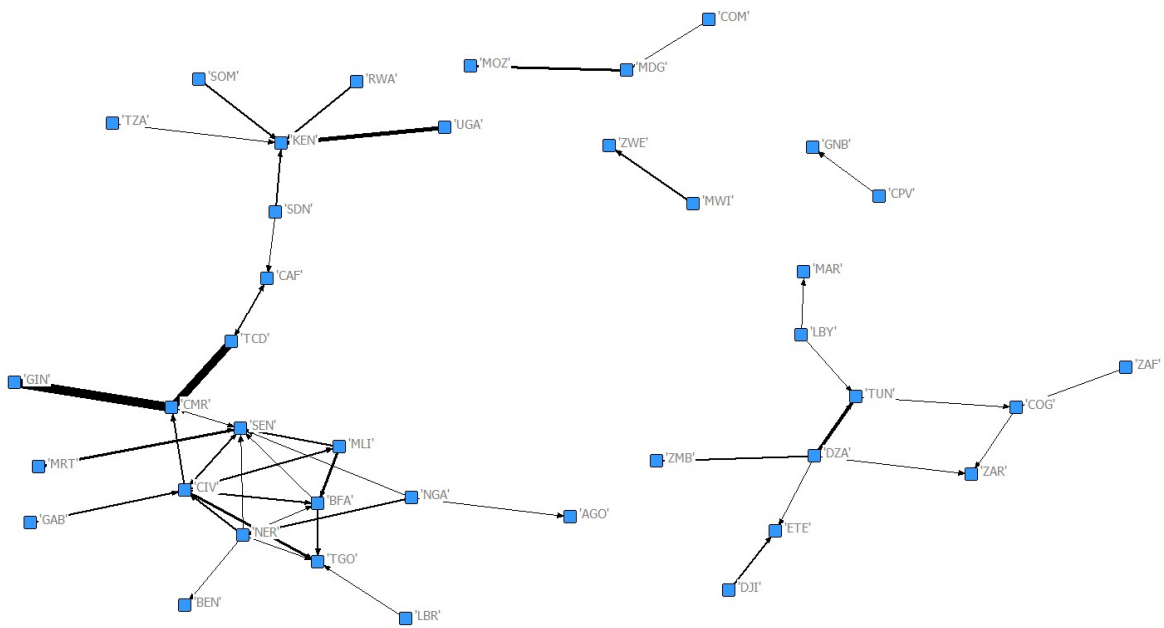 'COM'
'MOZ'
'MDG'
'SOM'
'RWA'
'TZA'
'UGA'
'KEN'
'ZWE'
'GNB'
'MWI'
'CPV'
'SDN'
'MAR'
'CAF'
'LBY'
'TCD'
'ZAF'
'GIN'
'TUN'
'CMR'
'COG'
'SEN'
'MLI'
'DZA'
'ZMB'
'MRT'
'ZAR'
'CIV'
'NGA'
'BFA'
'AGO'
'GAB'
'ETE'
'NER'
'TGO'
'DJI'
'BEN'
'LBR'